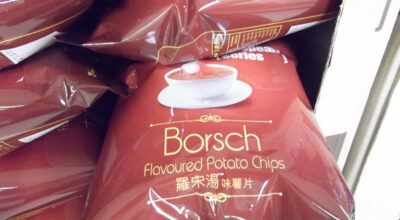 Series
Borsch
Flavoured Potato Chips
羅宋湯味薯片